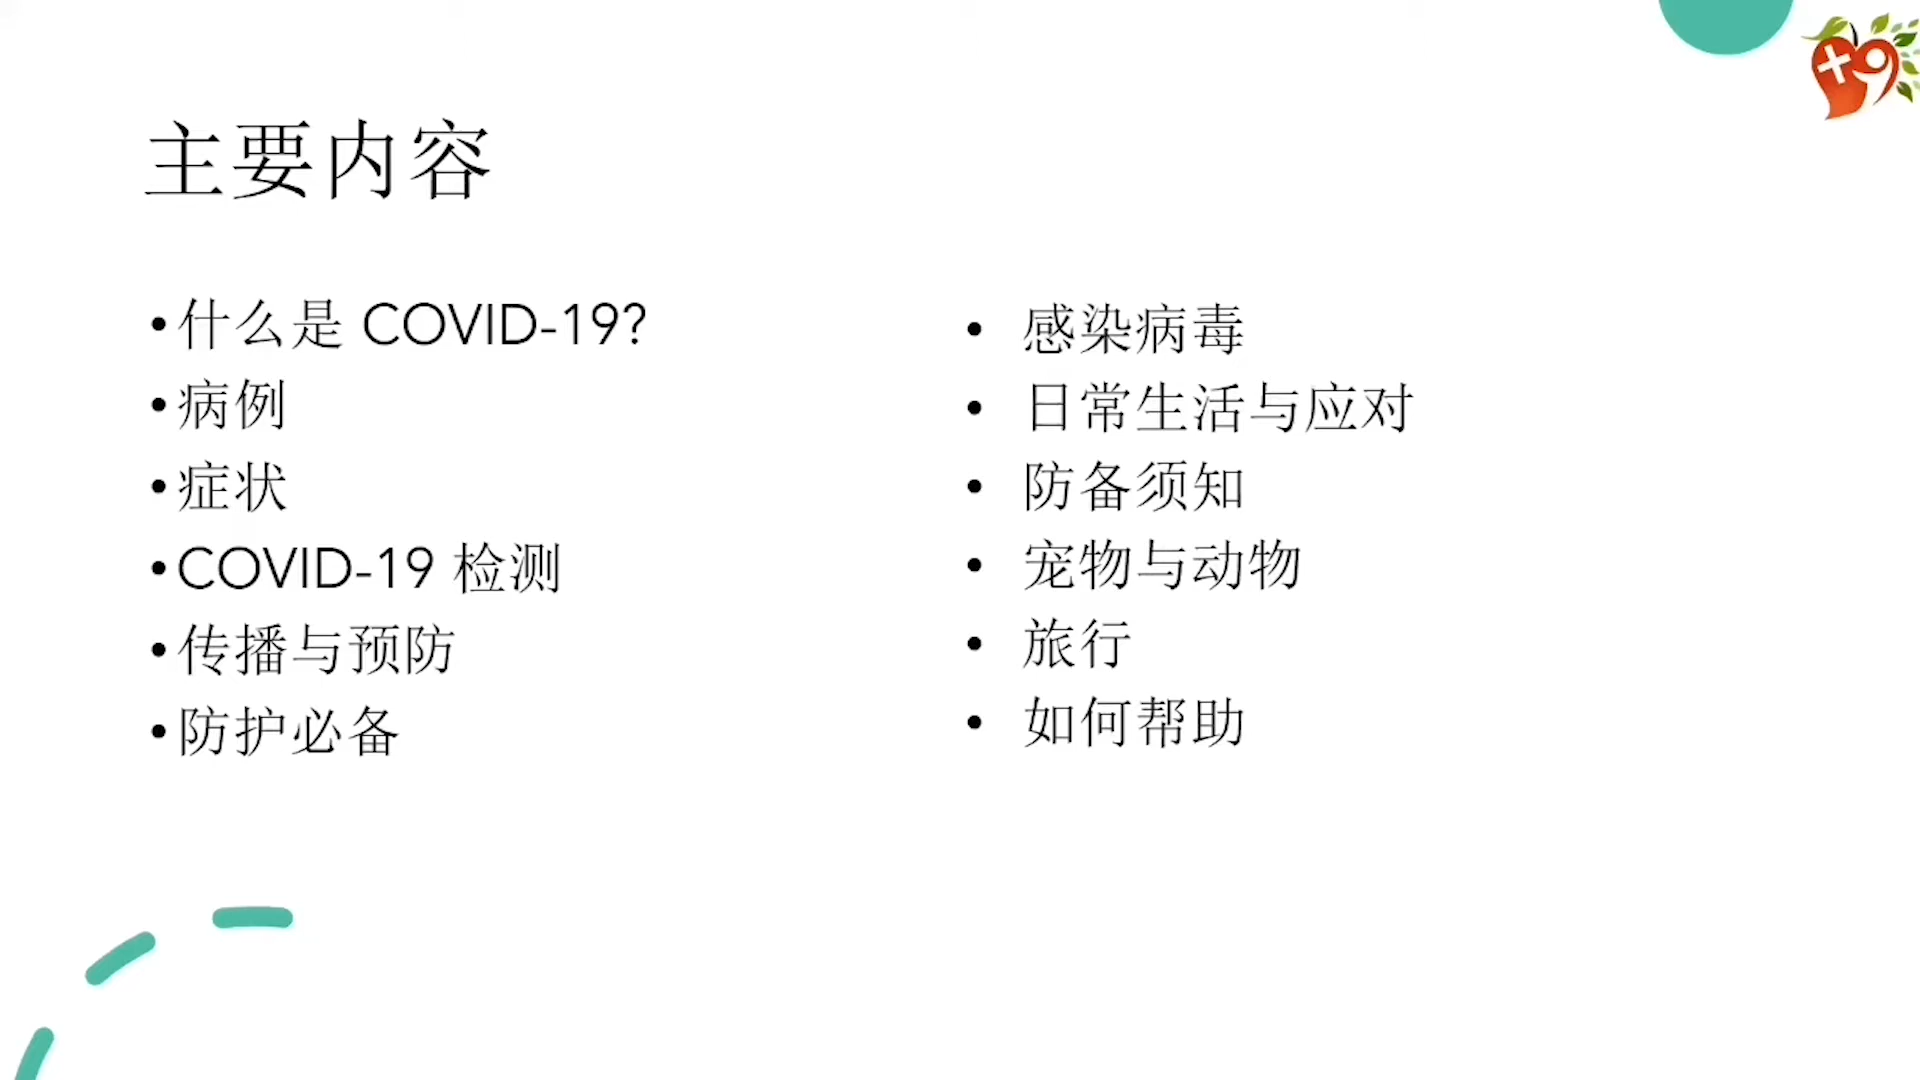 主要内容
•什么是 COVID-19?
•病例
•症状
•COVID-19 检测
•传播与预防
•防护必备
• 感染病毒
• 日常生活与应对
• 防备须知
• 宠物与动物
• 旅行
• 如何帮助